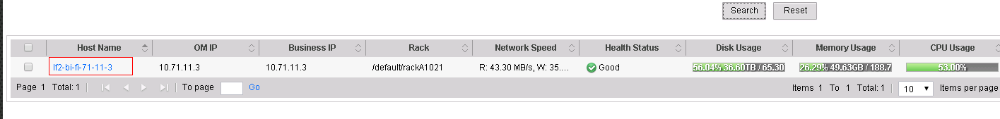 Search Reset
Host Name OM IP Business IP Rack Network Speed Health Status Disk Usage Memory Usage CPU Usage
lf2-bi-fi-71-11-3 10.71.11.3 10.71.11.3 /default/rackA1021 R: 43.30 MB/s, W: 35.... Good 56.04% 36.60TB / 65.30 26.29% 49.63GB / 188.7 53.00%
Page 1 Total: 1 To page Go Items 1 To 1 Total: 1 10 Items per page